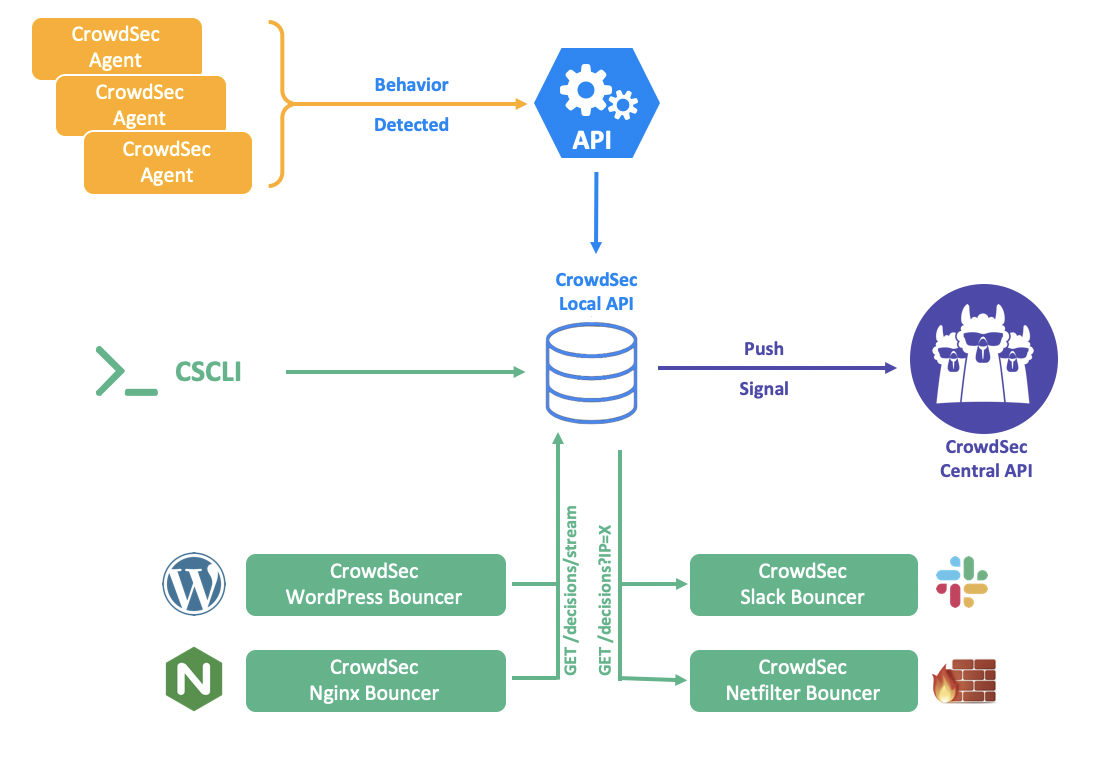 CrowdSec
Agent
CrowdSec
Agent
CrowdSec
Agent
Behavior
Detected
API
CrowdSec
Local API
CSCLI
Push
Signal
CrowdSec
Central API
GET /decisions/stream
GET /decisions?IP=X
CrowdSec
WordPress Bouncer
CrowdSec
Slack Bouncer
CrowdSec
Nginx Bouncer
CrowdSec
Netfilter Bouncer